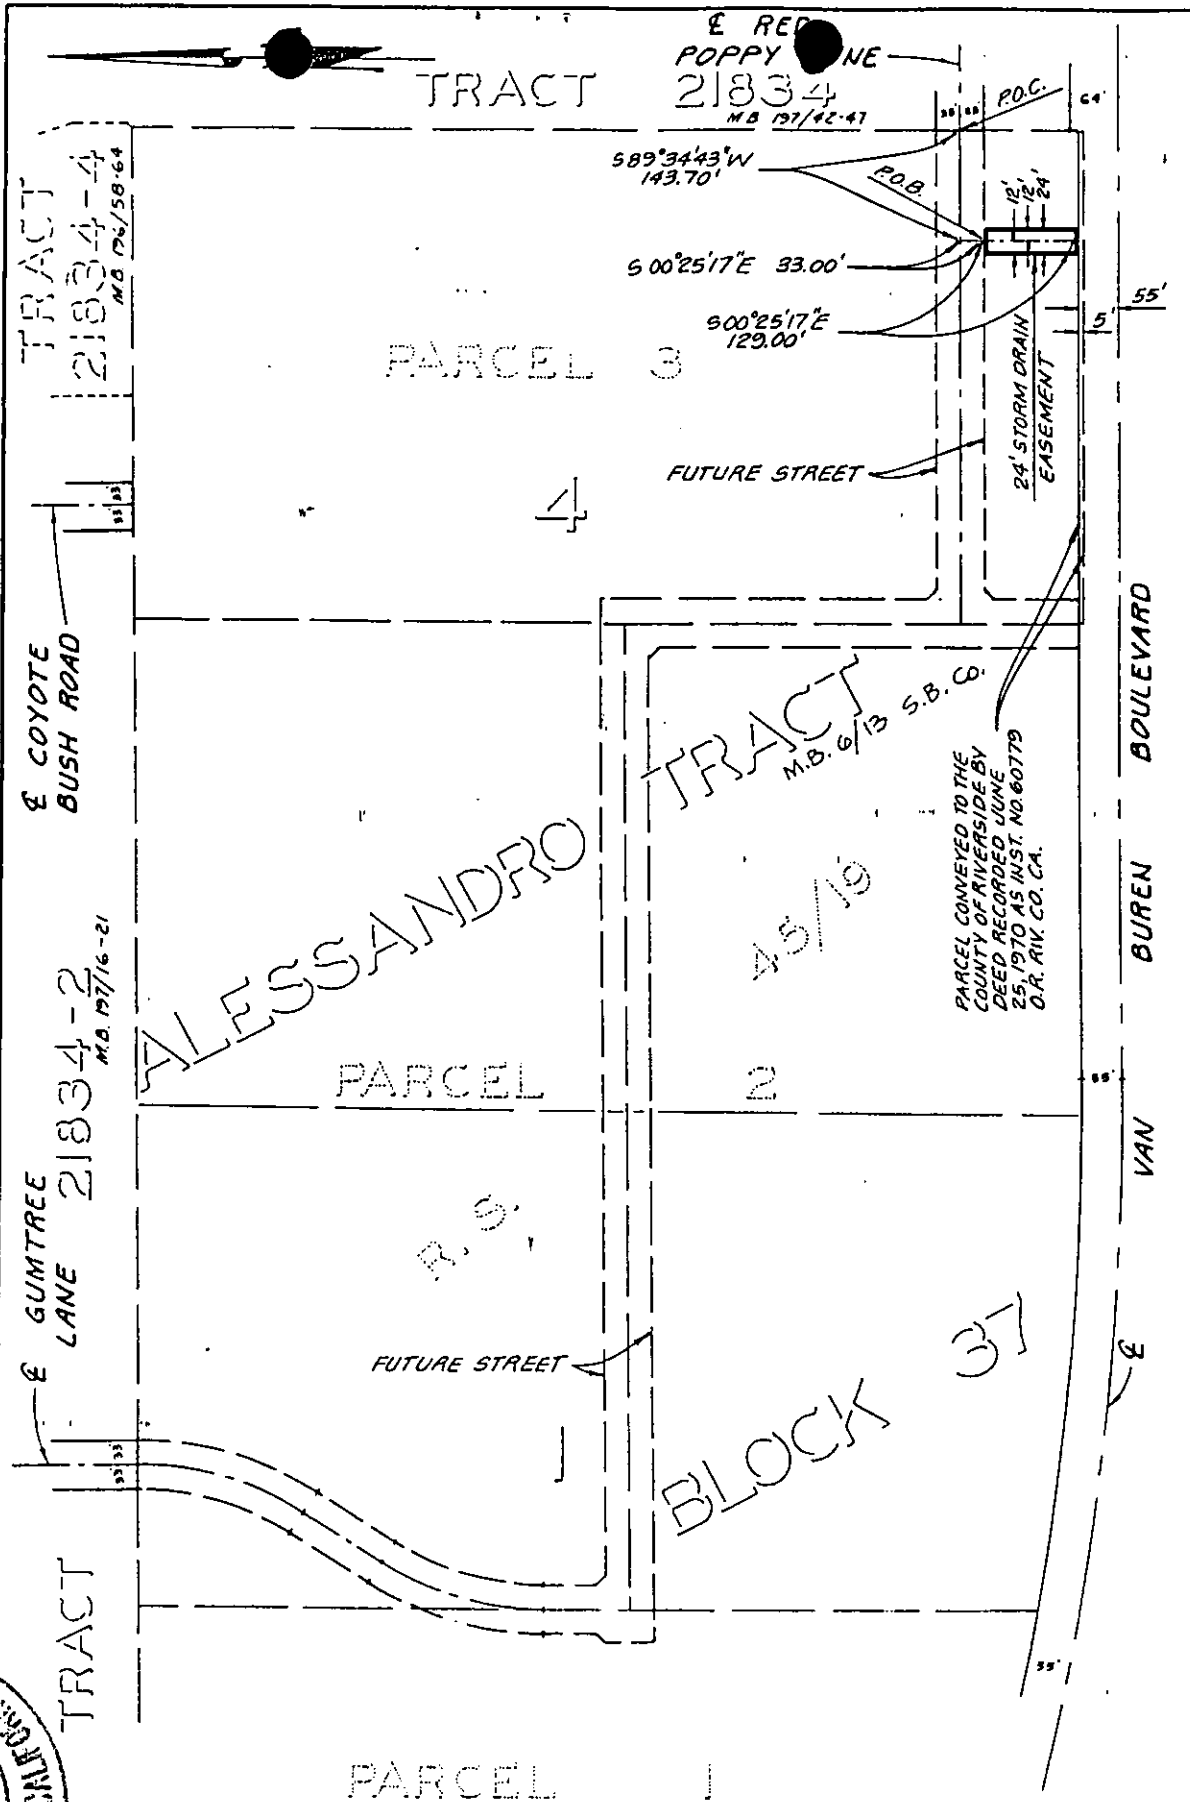 ℄ RED
POPPY NE
TRACT 21834
M.B. 197/42-47
P.O.C.
64'
33' 33'
S89°34'43"W
143.70'
P.O.B.
12'
12'
24'
S00°25'17"E 33.00'
S00°25'17"E
129.00'
55'
5'
24' STORM DRAIN
EASEMENT
TRACT
21834-4
M.B. 196/58-64
PARCEL 3
FUTURE STREET
4
33' 33'
℄ COYOTE
BUSH ROAD
ALESSANDRO TRACT
M.B. 6/13 S.B. CO.
PARCEL CONVEYED TO THE
COUNTY OF RIVERSIDE BY
DEED RECORDED JUNE
25, 1970 AS INST. NO. 60779
O.R. RIV. CO. CA.
VAN BUREN BOULEVARD
R.S. 45/19
PARCEL 2
55'
℄ GUMTREE
LANE
TRACT 21834-2
M.B. 197/16-21
33' 33'
FUTURE STREET
1
BLOCK 37
℄
55'
PARCEL 1